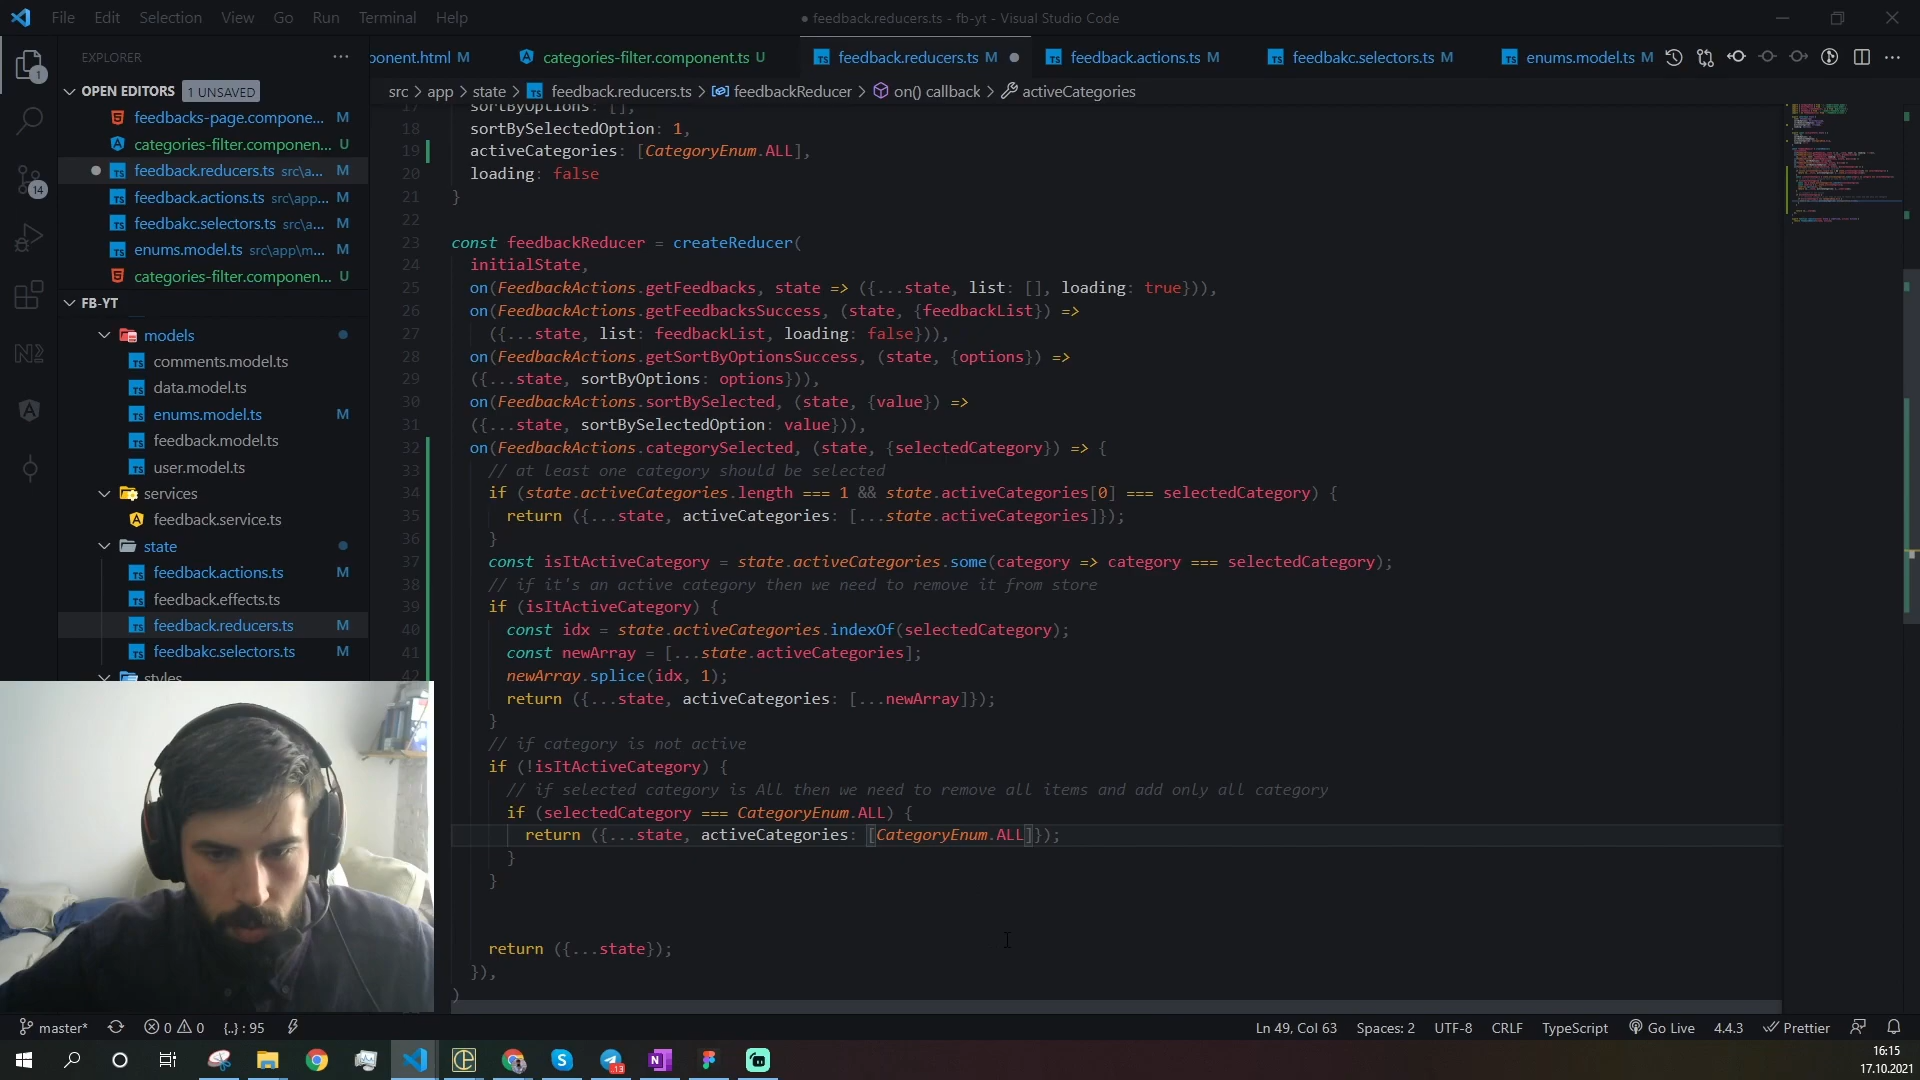 File Edit Selection View Go Run Terminal Help
● feedback.reducers.ts - fb-yt - Visual Studio Code
EXPLORER
ponent.html M
categories-filter.component.ts U
feedback.reducers.ts M
feedback.actions.ts M
feedbakc.selectors.ts M
enums.model.ts M
OPEN EDITORS 1 UNSAVED
feedbacks-page.compone... M
categories-filter.componen... U
feedback.reducers.ts src\a... M
feedback.actions.ts src\app... M
feedbakc.selectors.ts src\a... M
enums.model.ts src\app\m... M
categories-filter.componen... U
FB-YT
models
comments.model.ts
data.model.ts
enums.model.ts M
feedback.model.ts
user.model.ts
services
feedback.service.ts
state
feedback.actions.ts M
feedback.effects.ts
feedback.reducers.ts M
feedbakc.selectors.ts M
styles
1
14
src > app > state > feedback.reducers.ts > feedbackReducer > on() callback > activeCategories
17 sortByOptions: [],
18 sortBySelectedOption: 1,
19 activeCategories: [CategoryEnum.ALL],
20 loading: false
21 }
22
23 const feedbackReducer = createReducer(
24 initialState,
25 on(FeedbackActions.getFeedbacks, state => ({...state, list: [], loading: true})),
26 on(FeedbackActions.getFeedbacksSuccess, (state, {feedbackList}) =>
27 ({...state, list: feedbackList, loading: false})),
28 on(FeedbackActions.getSortByOptionsSuccess, (state, {options}) =>
29 ({...state, sortByOptions: options})),
30 on(FeedbackActions.sortBySelected, (state, {value}) =>
31 ({...state, sortBySelectedOption: value})),
32 on(FeedbackActions.categorySelected, (state, {selectedCategory}) => {
33 // at least one category should be selected
34 if (state.activeCategories.length === 1 && state.activeCategories[0] === selectedCategory) {
35 return ({...state, activeCategories: [...state.activeCategories]});
36 }
37 const isItActiveCategory = state.activeCategories.some(category => category === selectedCategory);
38 // if it's an active category then we need to remove it from store
39 if (isItActiveCategory) {
40 const idx = state.activeCategories.indexOf(selectedCategory);
41 const newArray = [...state.activeCategories];
42 newArray.splice(idx, 1);
return ({...state, activeCategories: [...newArray]});
}
// if category is not active
if (!isItActiveCategory) {
// if selected category is All then we need to remove all items and add only all category
if (selectedCategory === CategoryEnum.ALL) {
return ({...state, activeCategories: [CategoryEnum.ALL]});
}
}
return ({...state});
}),
)
master* 0 0 {..} : 95
Ln 49, Col 63 Spaces: 2 UTF-8 CRLF TypeScript Go Live 4.4.3 Prettier
13
16:15
17.10.2021